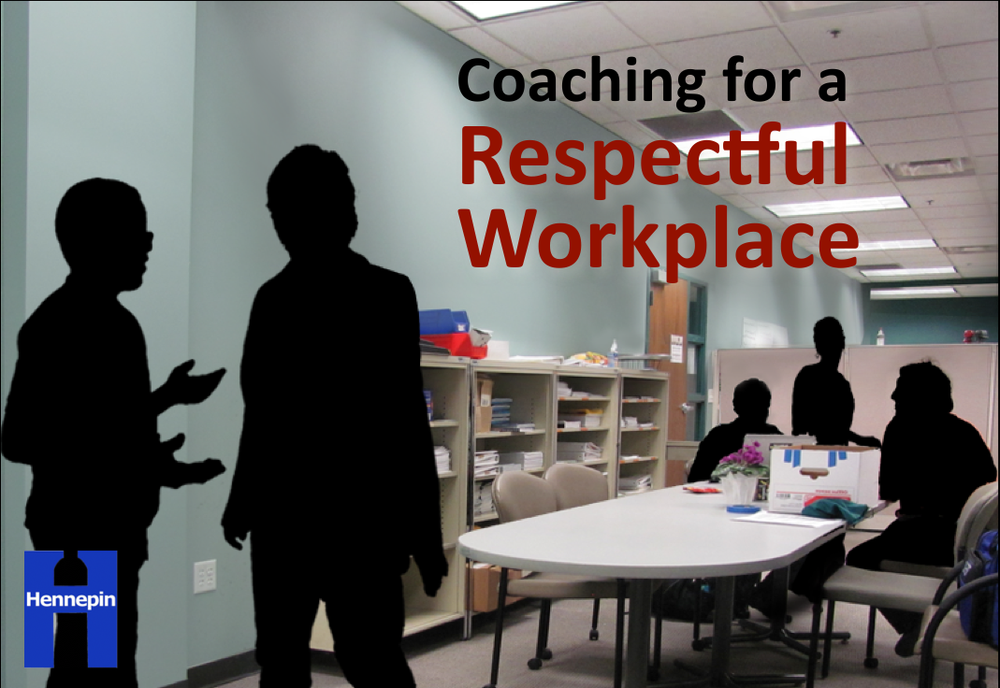 Coaching for a
Respectful
Workplace
Hennepin